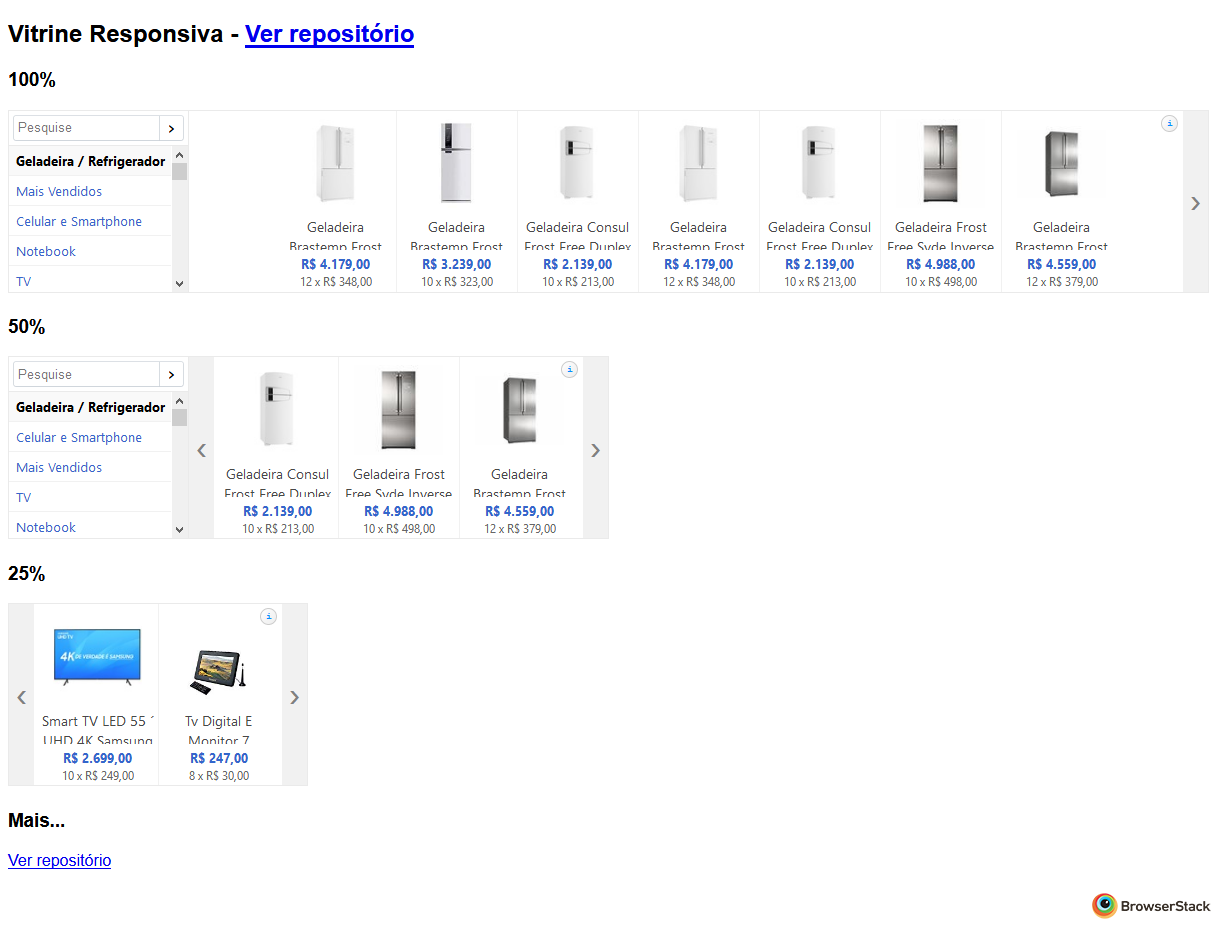 Vitrine Responsiva - Ver repositório
100%
Pesquise
Geladeira / Refrigerador
Mais Vendidos
Celular e Smartphone
Notebook
TV
Geladeira
Brastemp Frost
R$ 4.179,00
12 x R$ 348,00
Geladeira
Brastemp Frost
R$ 3.239,00
10 x R$ 323,00
Geladeira Consul
Frost Free Duplex
R$ 2.139,00
10 x R$ 213,00
Geladeira
Brastemp Frost
R$ 4.179,00
12 x R$ 348,00
Geladeira Consul
Frost Free Duplex
R$ 2.139,00
10 x R$ 213,00
Geladeira Frost
Free Syde Inverse
R$ 4.988,00
10 x R$ 498,00
Geladeira
Brastemp Frost
R$ 4.559,00
12 x R$ 379,00
50%
Pesquise
Geladeira / Refrigerador
Celular e Smartphone
Mais Vendidos
TV
Notebook
Geladeira Consul
Frost Free Duplex
R$ 2.139,00
10 x R$ 213,00
Geladeira Frost
Free Syde Inverse
R$ 4.988,00
10 x R$ 498,00
Geladeira
Brastemp Frost
R$ 4.559,00
12 x R$ 379,00
25%
4K DE VERDADE É SAMSUNG
Smart TV LED 55
UHD 4K Samsung
R$ 2.699,00
10 x R$ 249,00
Tv Digital E
Monitor 7
R$ 247,00
8 x R$ 30,00
Mais...
Ver repositório
BrowserStack